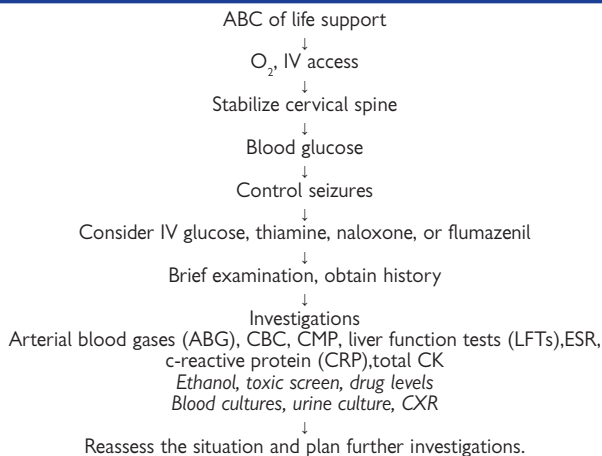 ABC of life support
↓
O₂, IV access
↓
Stabilize cervical spine
↓
Blood glucose
↓
Control seizures
↓
Consider IV glucose, thiamine, naloxone, or flumazenil
↓
Brief examination, obtain history
↓
Investigations
Arterial blood gases (ABG), CBC, CMP, liver function tests (LFTs),ESR,
c-reactive protein (CRP),total CK
Ethanol, toxic screen, drug levels
Blood cultures, urine culture, CXR
↓
Reassess the situation and plan further investigations.